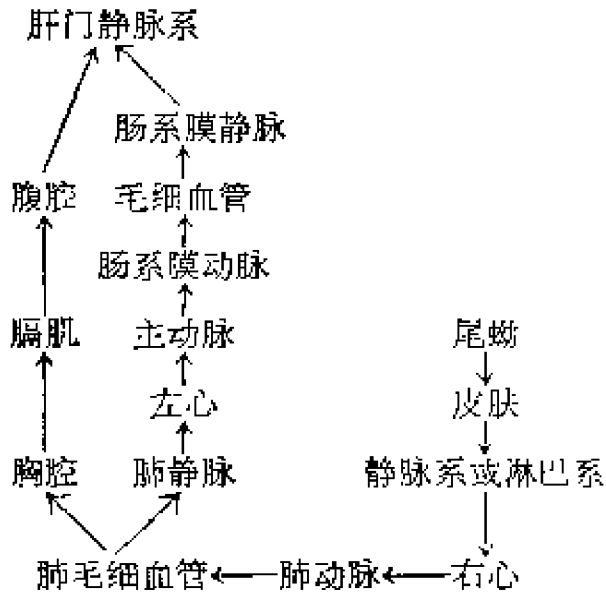 肝门静脉系
肠系膜静脉
腹腔 毛细血管
肠系膜动脉
膈肌 主动脉 尾蚴
左心 皮肤
胸腔 肺静脉 静脉系或淋巴系
肺毛细血管 肺动脉 右心